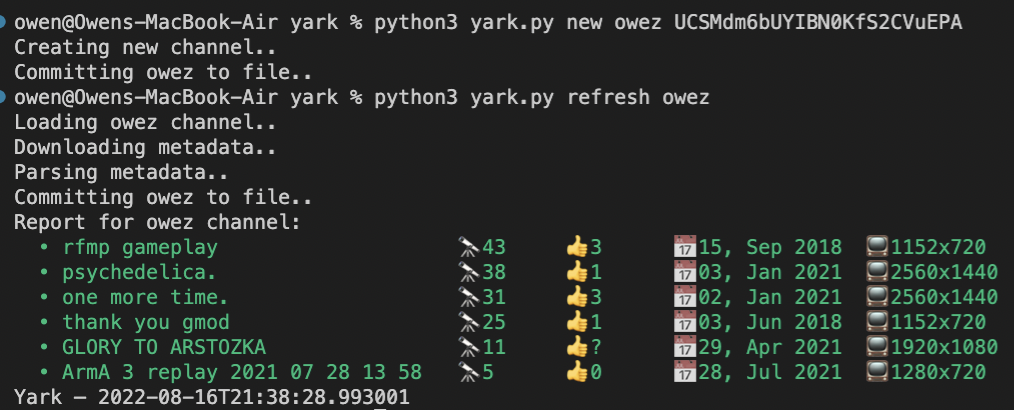 owen@Owens-MacBook-Air yark % python3 yark.py new owez UCSMdm6bUYIBN0KfS2CVuEPA
Creating new channel..
Committing owez to file..
owen@Owens-MacBook-Air yark % python3 yark.py refresh owez
Loading owez channel..
Downloading metadata..
Parsing metadata..
Committing owez to file..
Report for owez channel:
• rfmp gameplay 🔭43 👍3 📅15, Sep 2018 📺1152x720
• psychedelica. 🔭38 👍1 📅03, Jan 2021 📺2560x1440
• one more time. 🔭31 👍3 📅02, Jan 2021 📺2560x1440
• thank you gmod 🔭25 👍1 📅03, Jun 2018 📺1152x720
• GLORY TO ARSTOZKA 🔭11 👍? 📅29, Apr 2021 📺1920x1080
• ArmA 3 replay 2021 07 28 13 58 🔭5 👍0 📅28, Jul 2021 📺1280x720
Yark – 2022-08-16T21:38:28.993001